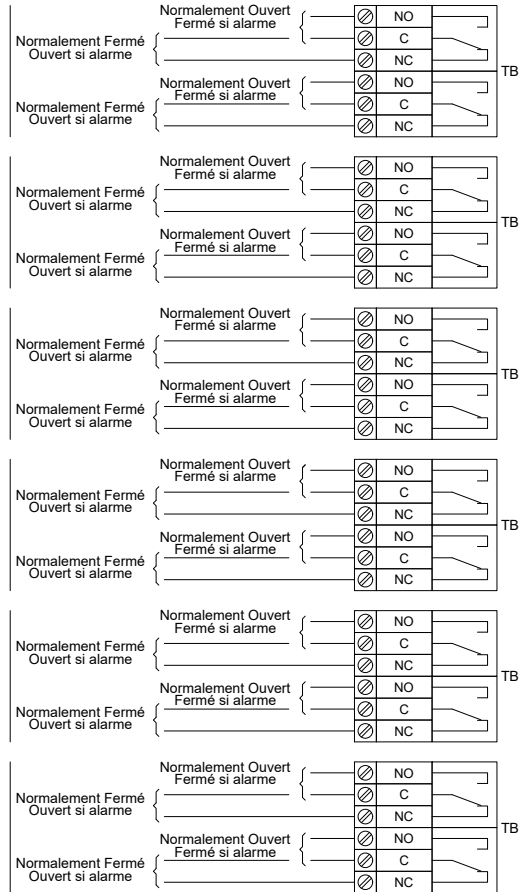 Normalement Ouvert
Fermé si alarme
NO
Normalement Fermé
Ouvert si alarme
C
NC
TB
Normalement Ouvert
Fermé si alarme
NO
Normalement Fermé
Ouvert si alarme
C
NC
Normalement Ouvert
Fermé si alarme
NO
Normalement Fermé
Ouvert si alarme
C
NC
TB
Normalement Ouvert
Fermé si alarme
NO
Normalement Fermé
Ouvert si alarme
C
NC
Normalement Ouvert
Fermé si alarme
NO
Normalement Fermé
Ouvert si alarme
C
NC
TB
Normalement Ouvert
Fermé si alarme
NO
Normalement Fermé
Ouvert si alarme
C
NC
Normalement Ouvert
Fermé si alarme
NO
Normalement Fermé
Ouvert si alarme
C
NC
TB
Normalement Ouvert
Fermé si alarme
NO
Normalement Fermé
Ouvert si alarme
C
NC
Normalement Ouvert
Fermé si alarme
NO
Normalement Fermé
Ouvert si alarme
C
NC
TB
Normalement Ouvert
Fermé si alarme
NO
Normalement Fermé
Ouvert si alarme
C
NC
Normalement Ouvert
Fermé si alarme
NO
Normalement Fermé
Ouvert si alarme
C
NC
TB
Normalement Ouvert
Fermé si alarme
NO
Normalement Fermé
Ouvert si alarme
C
NC